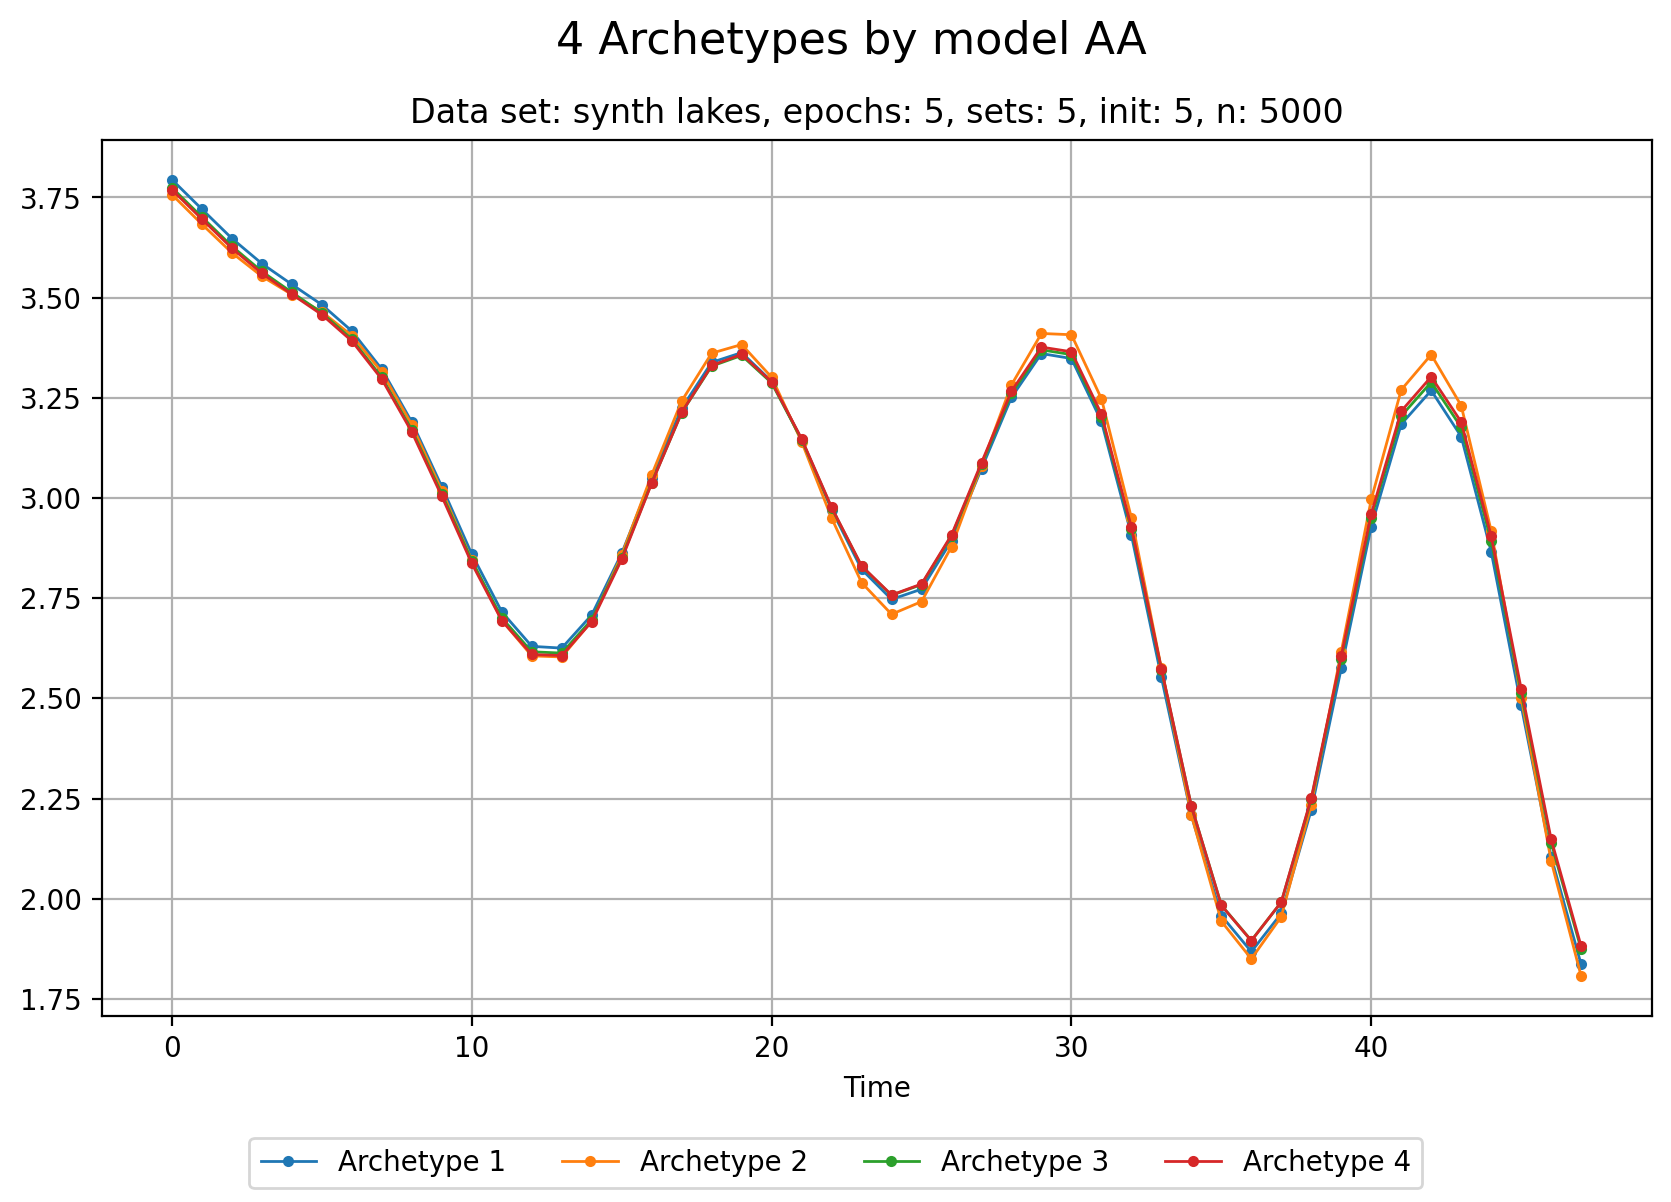 4 Archetypes by model AA
Data set: synth lakes, epochs: 5, sets: 5, init: 5, n: 5000
3.75
3.50
3.25
3.00
2.75
2.50
2.25
2.00
1.75
0 10 20 30 40
Time
Archetype 1 Archetype 2 Archetype 3 Archetype 4